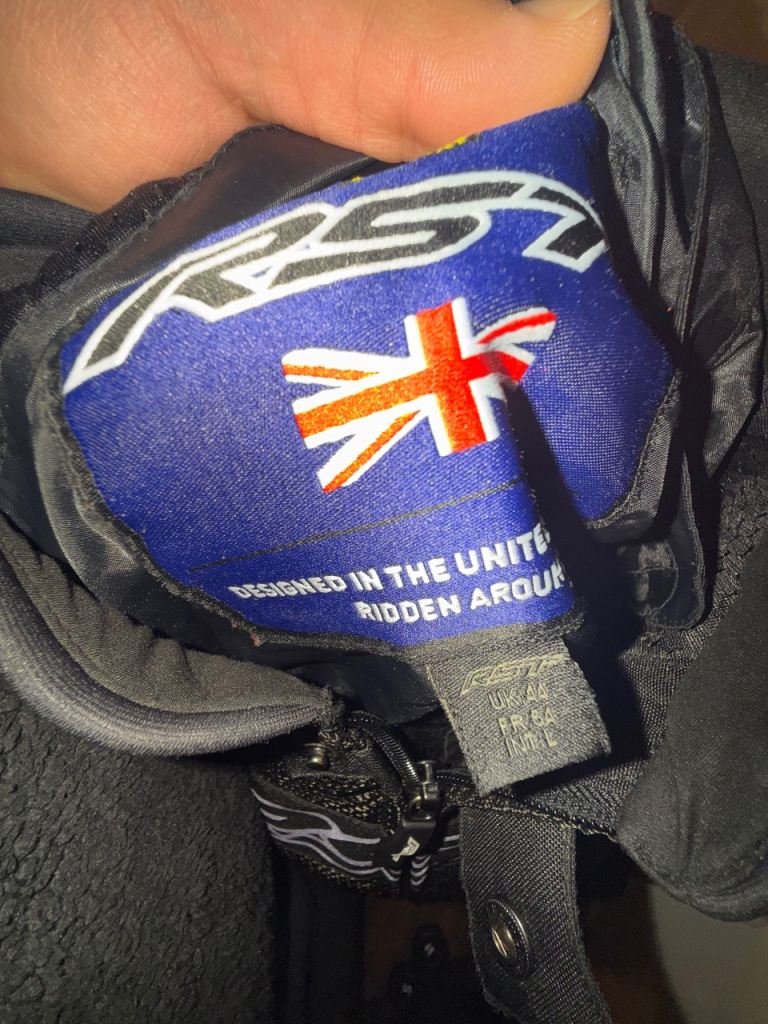 RST
DESIGNED IN THE UNITE
RIDDEN AROUN
RST
UK: 44
FR: 54
INT: L